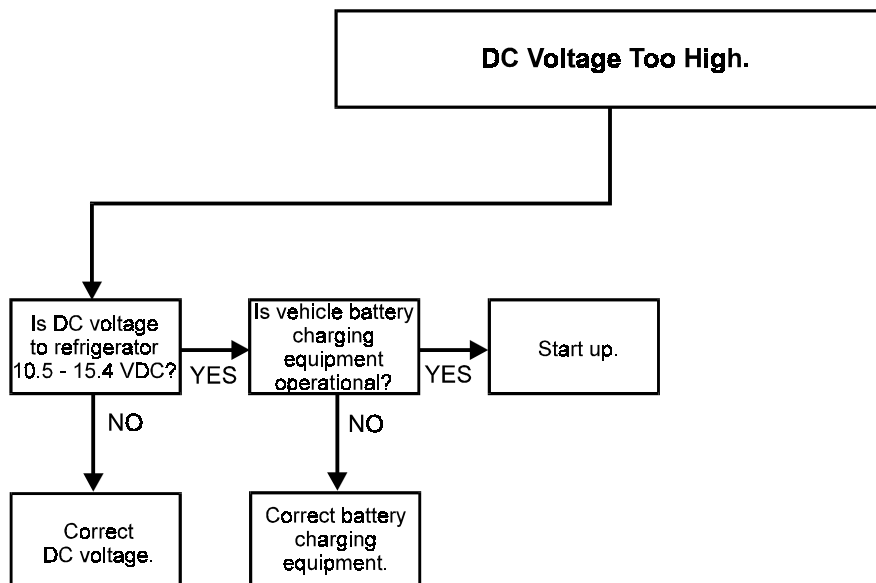 DC Voltage Too High.
Is DC voltage
to refrigerator
10.5 - 15.4 VDC?
YES
Is vehicle battery
charging
equipment
operational?
YES
Start up.
NO
NO
Correct
DC voltage.
Correct battery
charging
equipment.